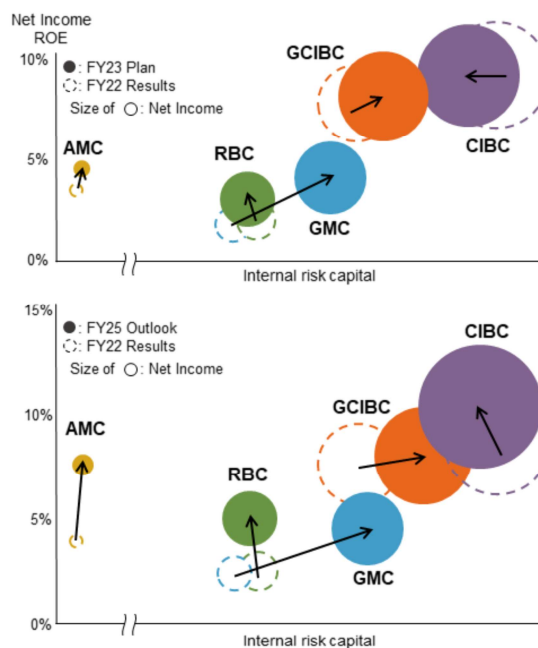 Net Income
ROE
10%
●: FY23 Plan
◌: FY22 Results
Size of ○: Net Income
GCIBC
CIBC
5%
AMC
RBC
GMC
0%
Internal risk capital
15%
●: FY25 Outlook
◌: FY22 Results
Size of ○: Net Income
CIBC
10%
GCIBC
AMC
RBC
5%
GMC
0%
Internal risk capital